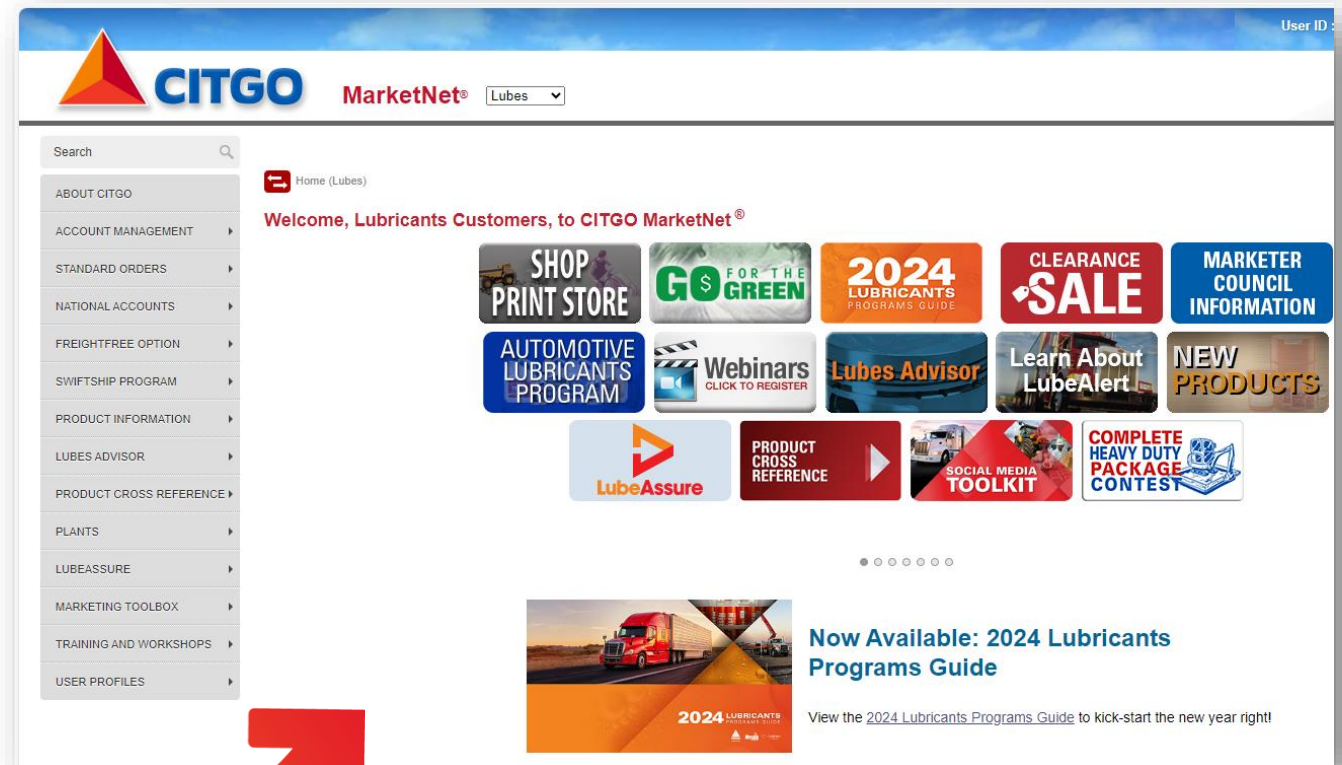 User ID :
CITGO
MarketNet®
Lubes
Search
ABOUT CITGO
ACCOUNT MANAGEMENT
STANDARD ORDERS
NATIONAL ACCOUNTS
FREIGHTFREE OPTION
SWIFTSHIP PROGRAM
PRODUCT INFORMATION
LUBES ADVISOR
PRODUCT CROSS REFERENCE
PLANTS
LUBEASSURE
MARKETING TOOLBOX
TRAINING AND WORKSHOPS
USER PROFILES
Home (Lubes)
Welcome, Lubricants Customers, to CITGO MarketNet ®
SHOP
PRINT STORE
GO $ FOR THE
GREEN
2024
LUBRICANTS
PROGRAMS GUIDE
CLEARANCE
SALE
MARKETER
COUNCIL
INFORMATION
AUTOMOTIVE
LUBRICANTS
PROGRAM
Webinars
CLICK TO REGISTER
Lubes Advisor
Learn About
LubeAlert
NEW
PRODUCTS
LubeAssure
PRODUCT
CROSS
REFERENCE
SOCIAL MEDIA
TOOLKIT
COMPLETE
HEAVY DUTY
PACKAGE
CONTEST
2024 LUBRICANTS
PROGRAMS GUIDE
Now Available: 2024 Lubricants
Programs Guide
View the 2024 Lubricants Programs Guide to kick-start the new year right!